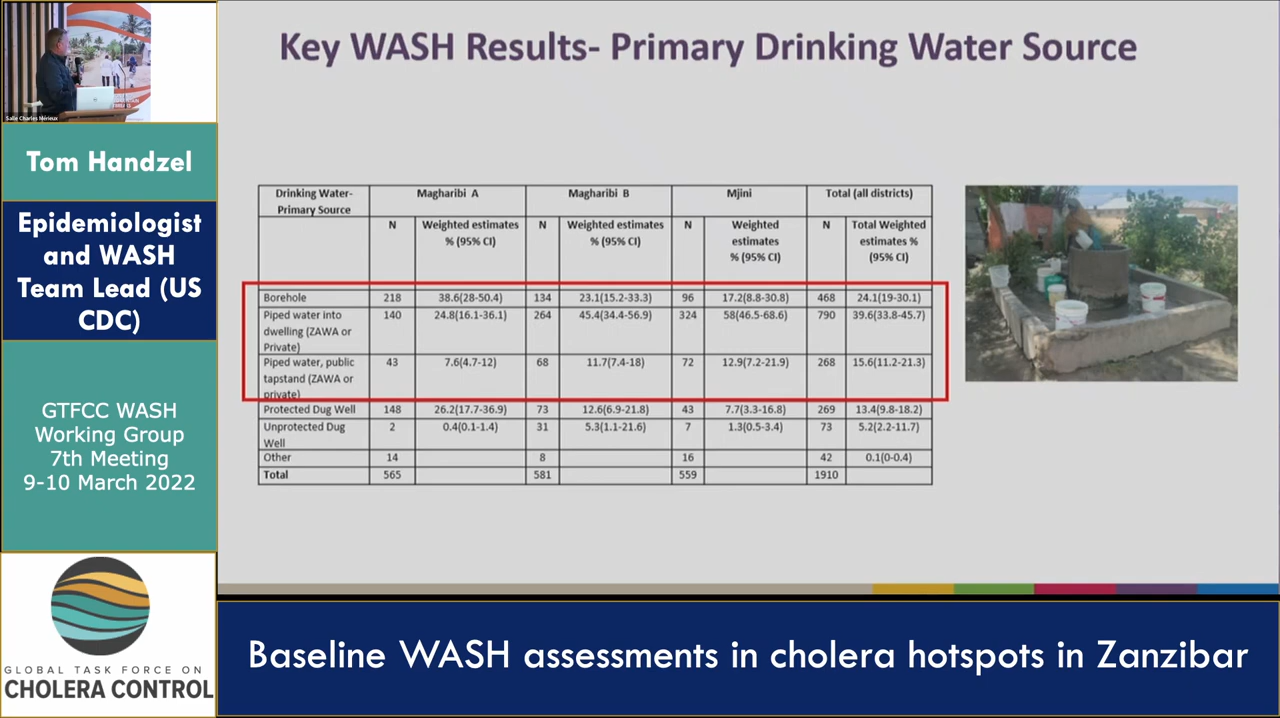 Salle Charles Mérieux
Tom Handzel
Epidemiologist
and WASH
Team Lead (US
CDC)
GTFCC WASH
Working Group
7th Meeting
9-10 March 2022
GLOBAL TASK FORCE ON
CHOLERA CONTROL
Key WASH Results- Primary Drinking Water Source
Drinking Water- Magharibi A Magharibi B Mjini Total (all districts)
Primary Source
N Weighted estimates N Weighted estimates N Weighted N Total Weighted
% (95% CI) % (95% CI) estimates estimates %
% (95% CI) (95% CI)
Borehole 218 38.6(28-50.4) 134 23.1(15.2-33.3) 96 17.2(8.8-30.8) 468 24.1(19-30.1)
Piped water into 140 24.8(16.1-36.1) 264 45.4(34.4-56.9) 324 58(46.5-68.6) 790 39.6(33.8-45.7)
dwelling (ZAWA or
Private)
Piped water, public 43 7.6(4.7-12) 68 11.7(7.4-18) 72 12.9(7.2-21.9) 268 15.6(11.2-21.3)
tapstand (ZAWA or
private)
Protected Dug Well 148 26.2(17.7-36.9) 73 12.6(6.9-21.8) 43 7.7(3.3-16.8) 269 13.4(9.8-18.2)
Unprotected Dug 2 0.4(0.1-1.4) 31 5.3(1.1-21.6) 7 1.3(0.5-3.4) 73 5.2(2.2-11.7)
Well
Other 14 8 16 42 0.1(0-0.4)
Total 565 581 559 1910
Baseline WASH assessments in cholera hotspots in Zanzibar